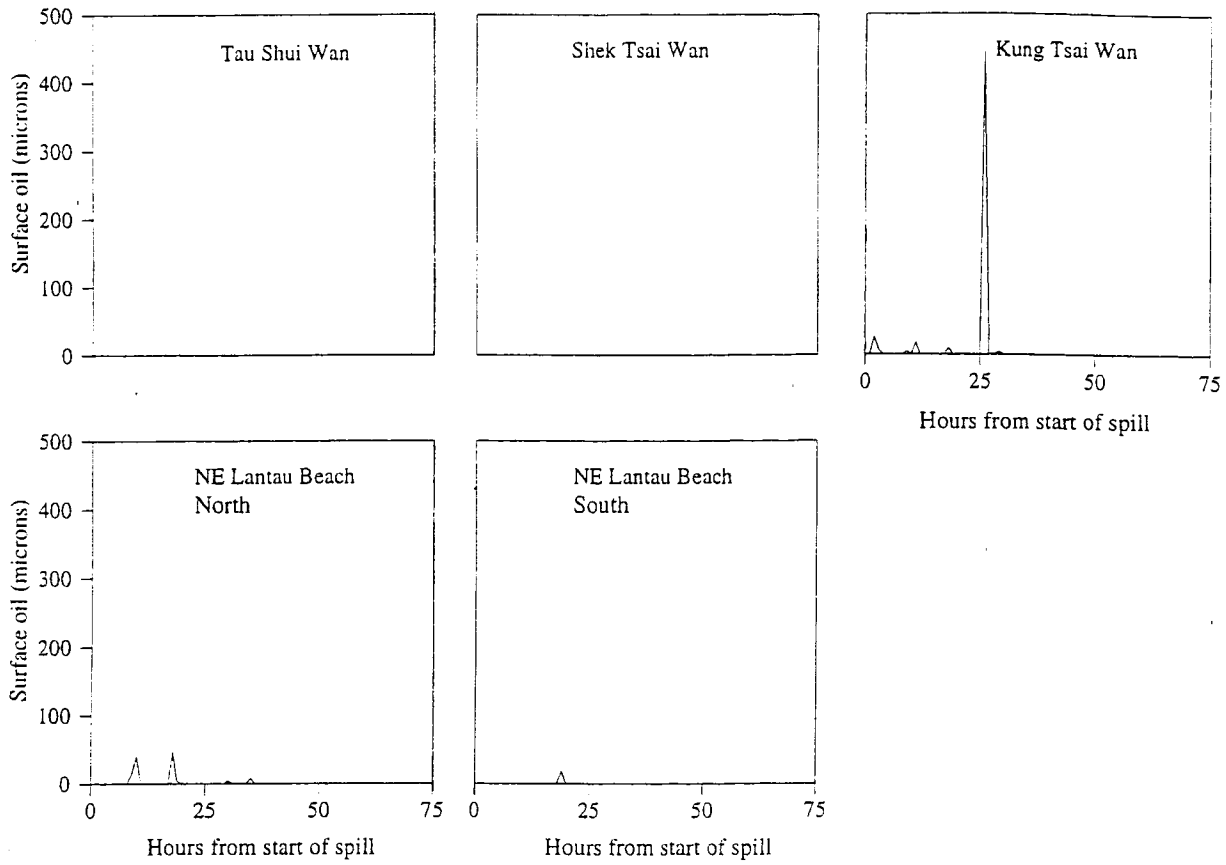 Surface oil (microns)
500
400
300
200
100
0
Tau Shui Wan
Shek Tsai Wan
Kung Tsai Wan
0
25
50
75
Hours from start of spill
Surface oil (microns)
500
400
300
200
100
0
NE Lantau Beach
North
NE Lantau Beach
South
0
25
50
75
0
25
50
75
Hours from start of spill
Hours from start of spill